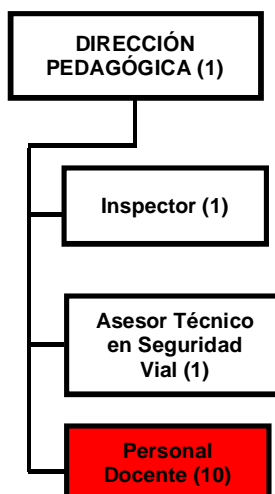 DIRECCIÓN
PEDAGÓGICA (1)
Inspector (1)
Asesor Técnico
en Seguridad
Vial (1)
Personal
Docente (10)